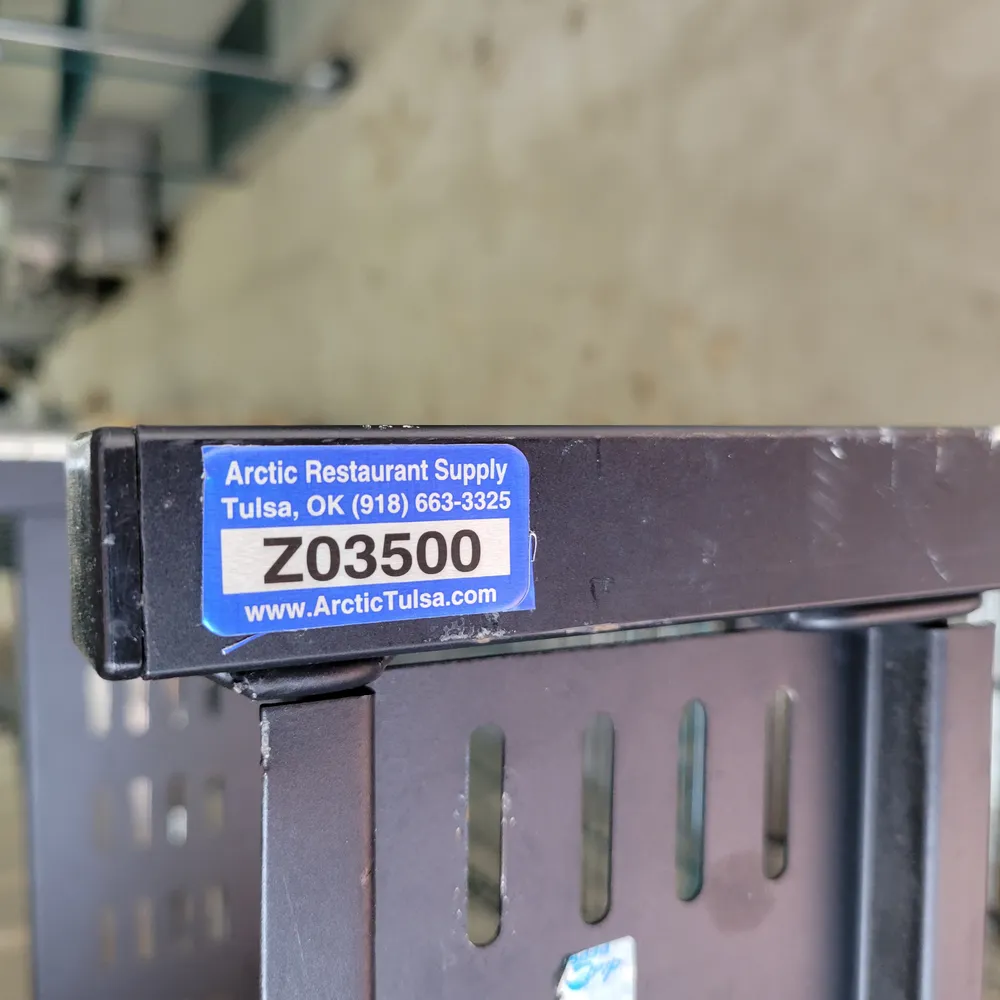 Arctic Restaurant Supply
Tulsa, OK (918) 663-3325
Z03500
www.ArcticTulsa.com